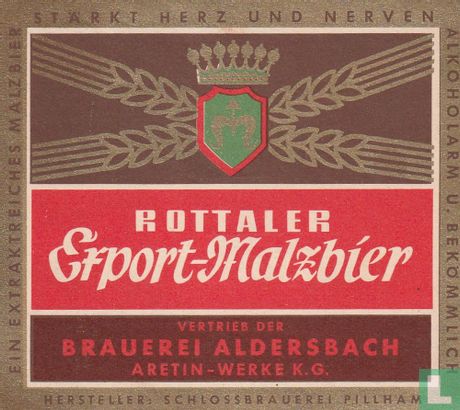 STÄRKT HERZ UND NERVEN
EIN EXTRAKTREICHES MALZBIER
ALKOHOLARM U. BEKÖMMLICH
ROTTALER
Export-Malzbier
VERTRIEB DER
BRAUEREI ALDERSBACH
ARETIN-WERKE K.G.
HERSTELLER: SCHLOSSBRAUEREI PILLHAM
catawiki